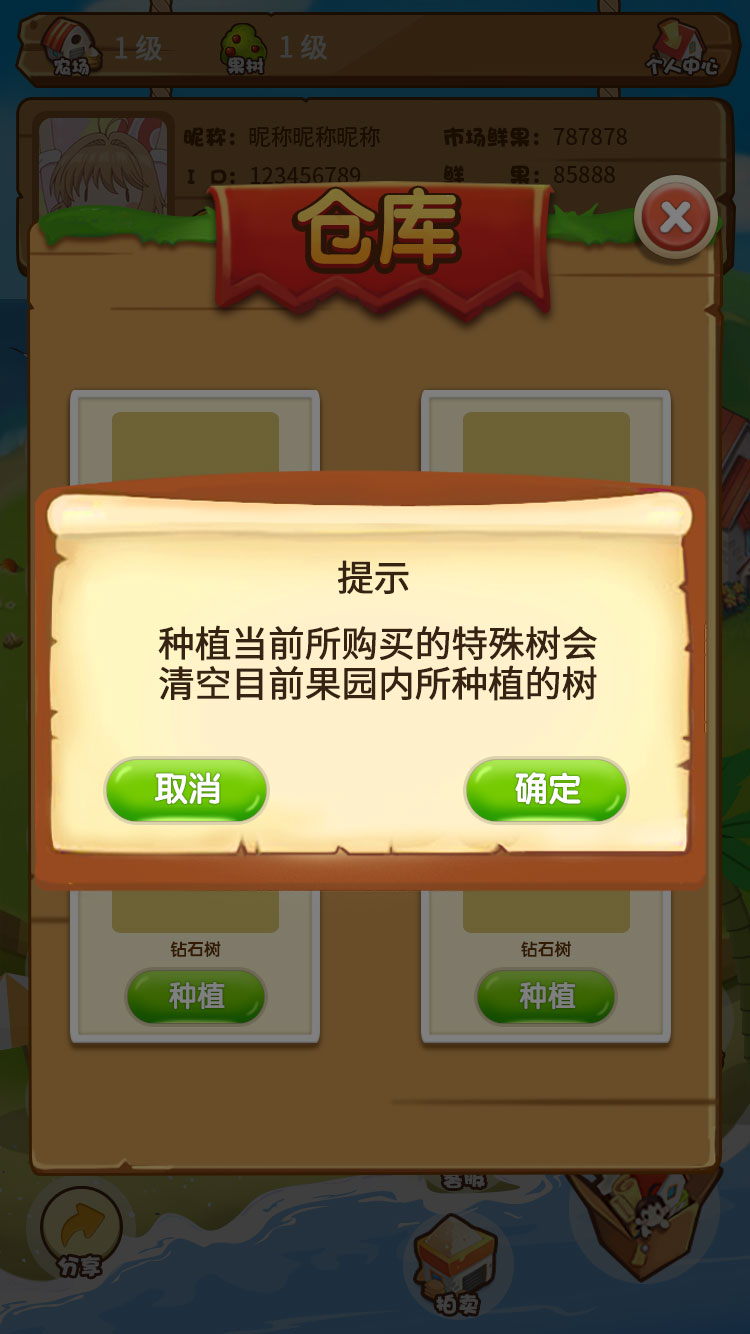 农场 1级 果树 1级 个人中心
昵称：昵称昵称昵称 市场鲜果：787878
ID：123456789 鲜 果：85888
仓库
提示
种植当前所购买的特殊树会
清空目前果园内所种植的树
取消 确定
钻石树 钻石树
种植 种植
客服
分享
拍卖